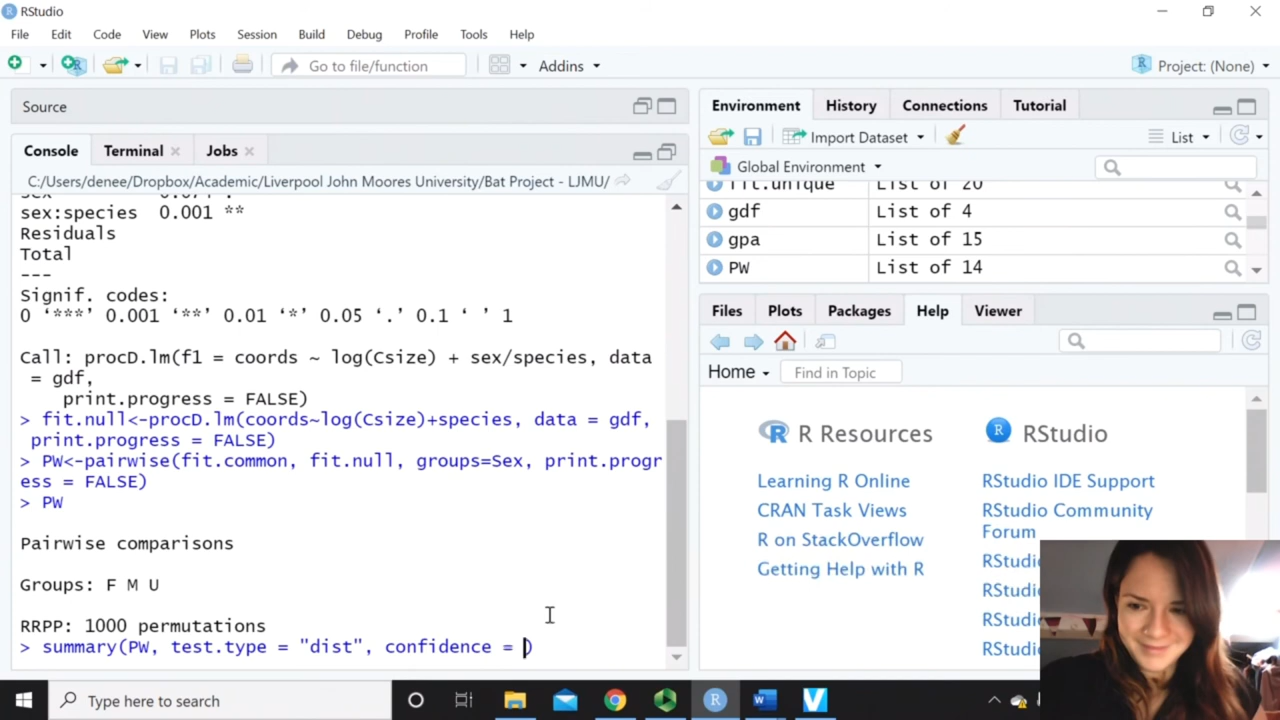 RStudio
File Edit Code View Plots Session Build Debug Profile Tools Help
Go to file/function Addins Project: (None)
Source
Console Terminal Jobs
C:/Users/denee/Dropbox/Academic/Liverpool John Moores University/Bat Project - LJMU/
sex:species 0.001 **
Residuals
Total
---
Signif. codes:
0 ‘***’ 0.001 ‘**’ 0.01 ‘*’ 0.05 ‘.’ 0.1 ‘ ’ 1
Call: procD.lm(f1 = coords ~ log(Csize) + sex/species, data
= gdf,
print.progress = FALSE)
> fit.null<-procD.lm(coords~log(Csize)+species, data = gdf,
print.progress = FALSE)
> PW<-pairwise(fit.common, fit.null, groups=Sex, print.progr
ess = FALSE)
> PW
Pairwise comparisons
Groups: F M U
RRPP: 1000 permutations
> summary(PW, test.type = "dist", confidence = )
Environment History Connections Tutorial
Import Dataset List
Global Environment
fit.unique List of 20
gdf List of 4
gpa List of 15
PW List of 14
Files Plots Packages Help Viewer
Home Find in Topic
R Resources
Learning R Online
CRAN Task Views
R on StackOverflow
Getting Help with R
RStudio
RStudio IDE Support
RStudio Community
Forum
RStudio
RStudi
RStudi
RStudi
Type here to search